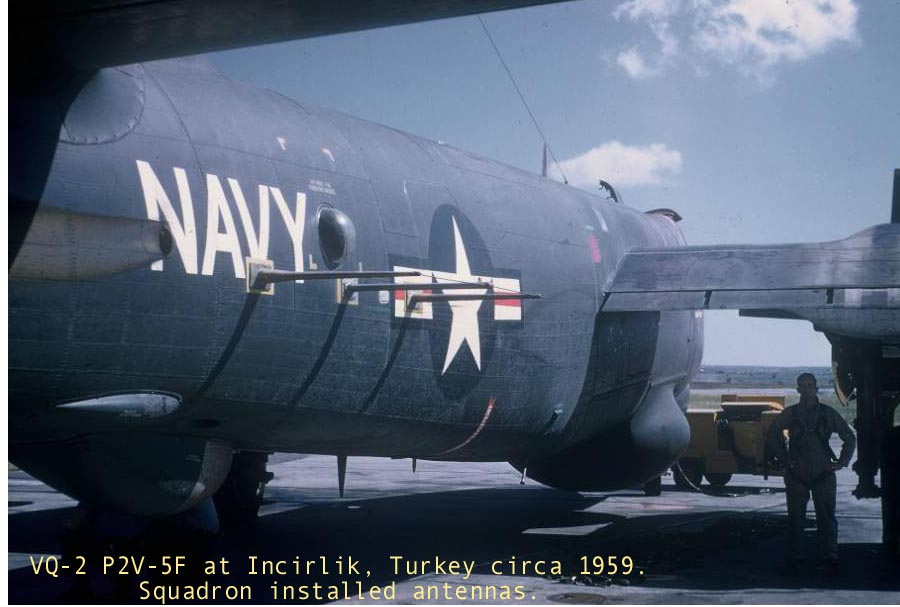 NAVY
VQ-2 P2V-5F at Incirlik, Turkey circa 1959.
Squadron installed antennas.